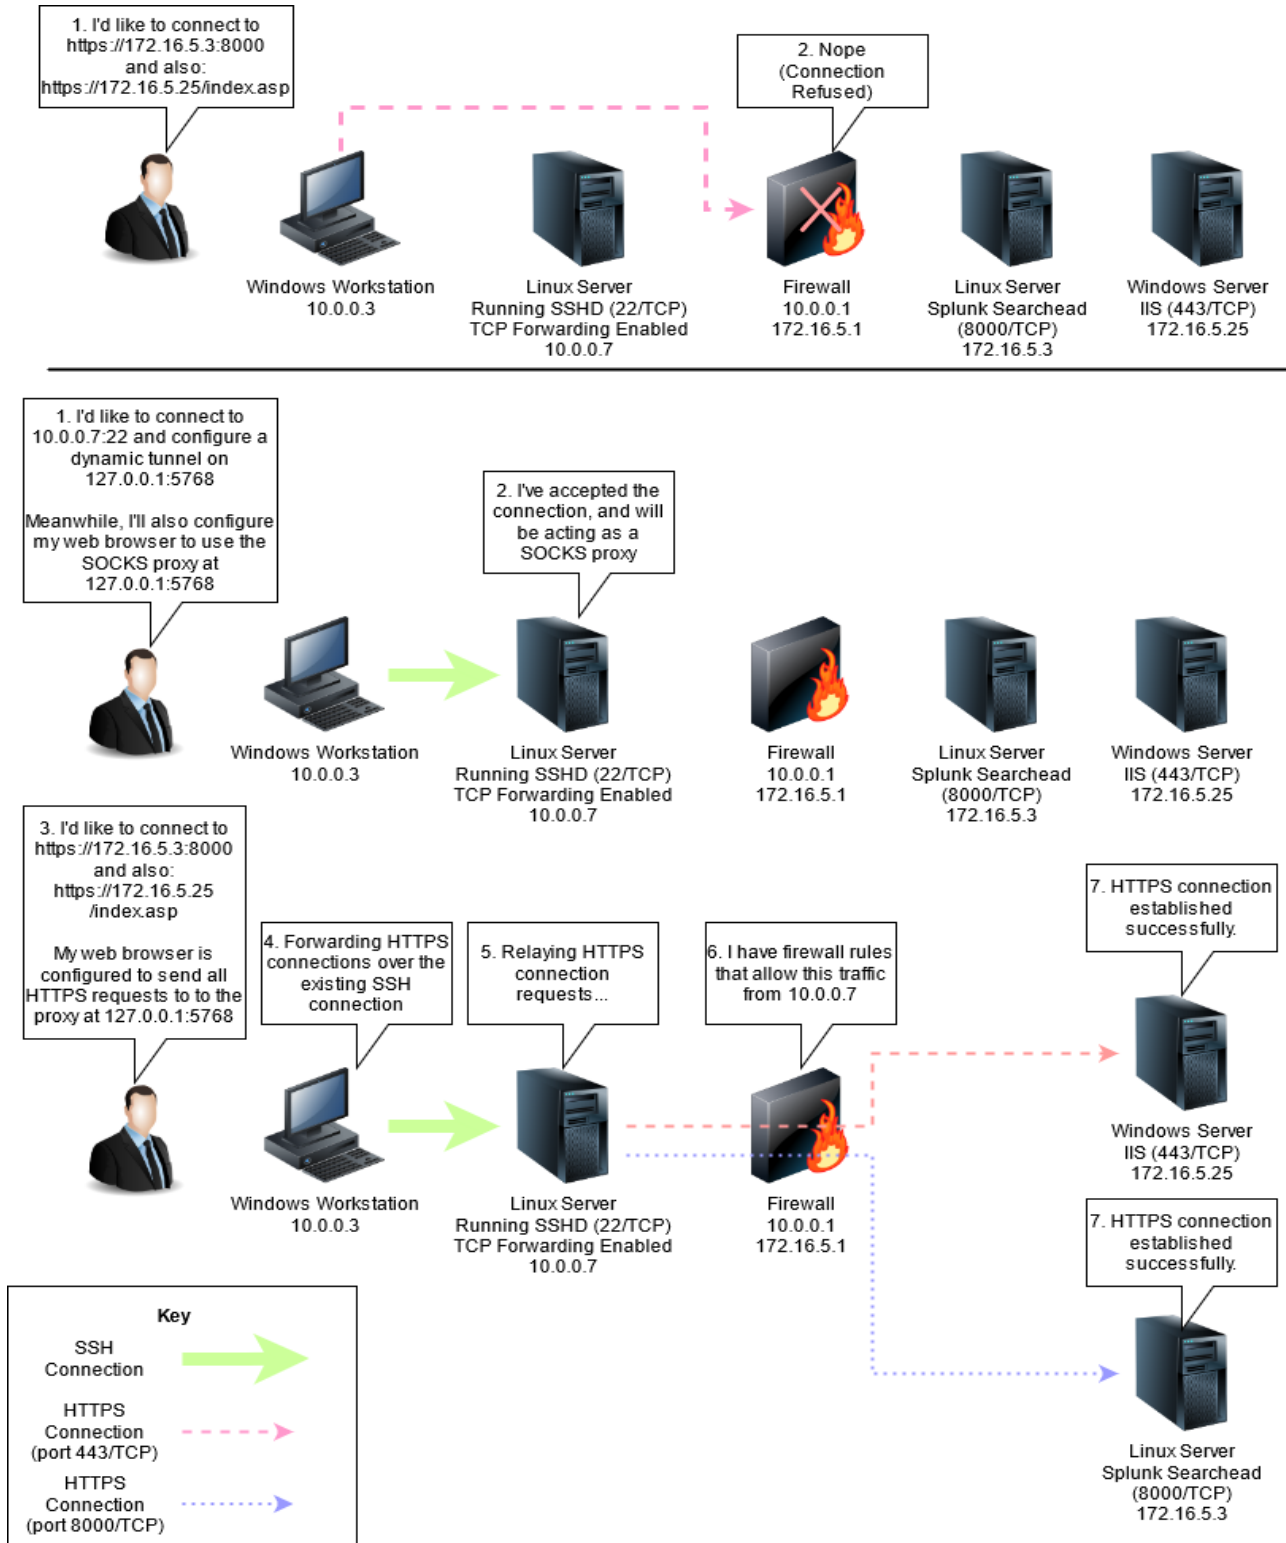 1. I'd like to connect to
https://172.16.5.3:8000
and also:
https://172.16.5.25/index.asp
2. Nope
(Connection
Refused)
Windows Workstation
10.0.0.3
Linux Server
Running SSHD (22/TCP)
TCP Forwarding Enabled
10.0.0.7
Firewall
10.0.0.1
172.16.5.1
Linux Server
Splunk Searchead
(8000/TCP)
172.16.5.3
Windows Server
IIS (443/TCP)
172.16.5.25
1. I'd like to connect to
10.0.0.7:22 and configure a
dynamic tunnel on
127.0.0.1:5768
Meanwhile, I'll also configure
my web browser to use the
SOCKS proxy at
127.0.0.1:5768
2. I've accepted the
connection, and will
be acting as a
SOCKS proxy
Windows Workstation
10.0.0.3
Linux Server
Running SSHD (22/TCP)
TCP Forwarding Enabled
10.0.0.7
Firewall
10.0.0.1
172.16.5.1
Linux Server
Splunk Searchead
(8000/TCP)
172.16.5.3
Windows Server
IIS (443/TCP)
172.16.5.25
3. I'd like to connect to
https://172.16.5.3:8000
and also:
https://172.16.5.25
/index.asp
My web browser is
configured to send all
HTTPS requests to to the
proxy at 127.0.0.1:5768
4. Forwarding HTTPS
connections over the
existing SSH
connection
5. Relaying HTTPS
connection
requests...
6. I have firewall rules
that allow this traffic
from 10.0.0.7
7. HTTPS connection
established
successfully.
Windows Workstation
10.0.0.3
Linux Server
Running SSHD (22/TCP)
TCP Forwarding Enabled
10.0.0.7
Firewall
10.0.0.1
172.16.5.1
Windows Server
IIS (443/TCP)
172.16.5.25
7. HTTPS connection
established
successfully.
Linux Server
Splunk Searchead
(8000/TCP)
172.16.5.3
Key
SSH
Connection
HTTPS
Connection
(port 443/TCP)
HTTPS
Connection
(port 8000/TCP)